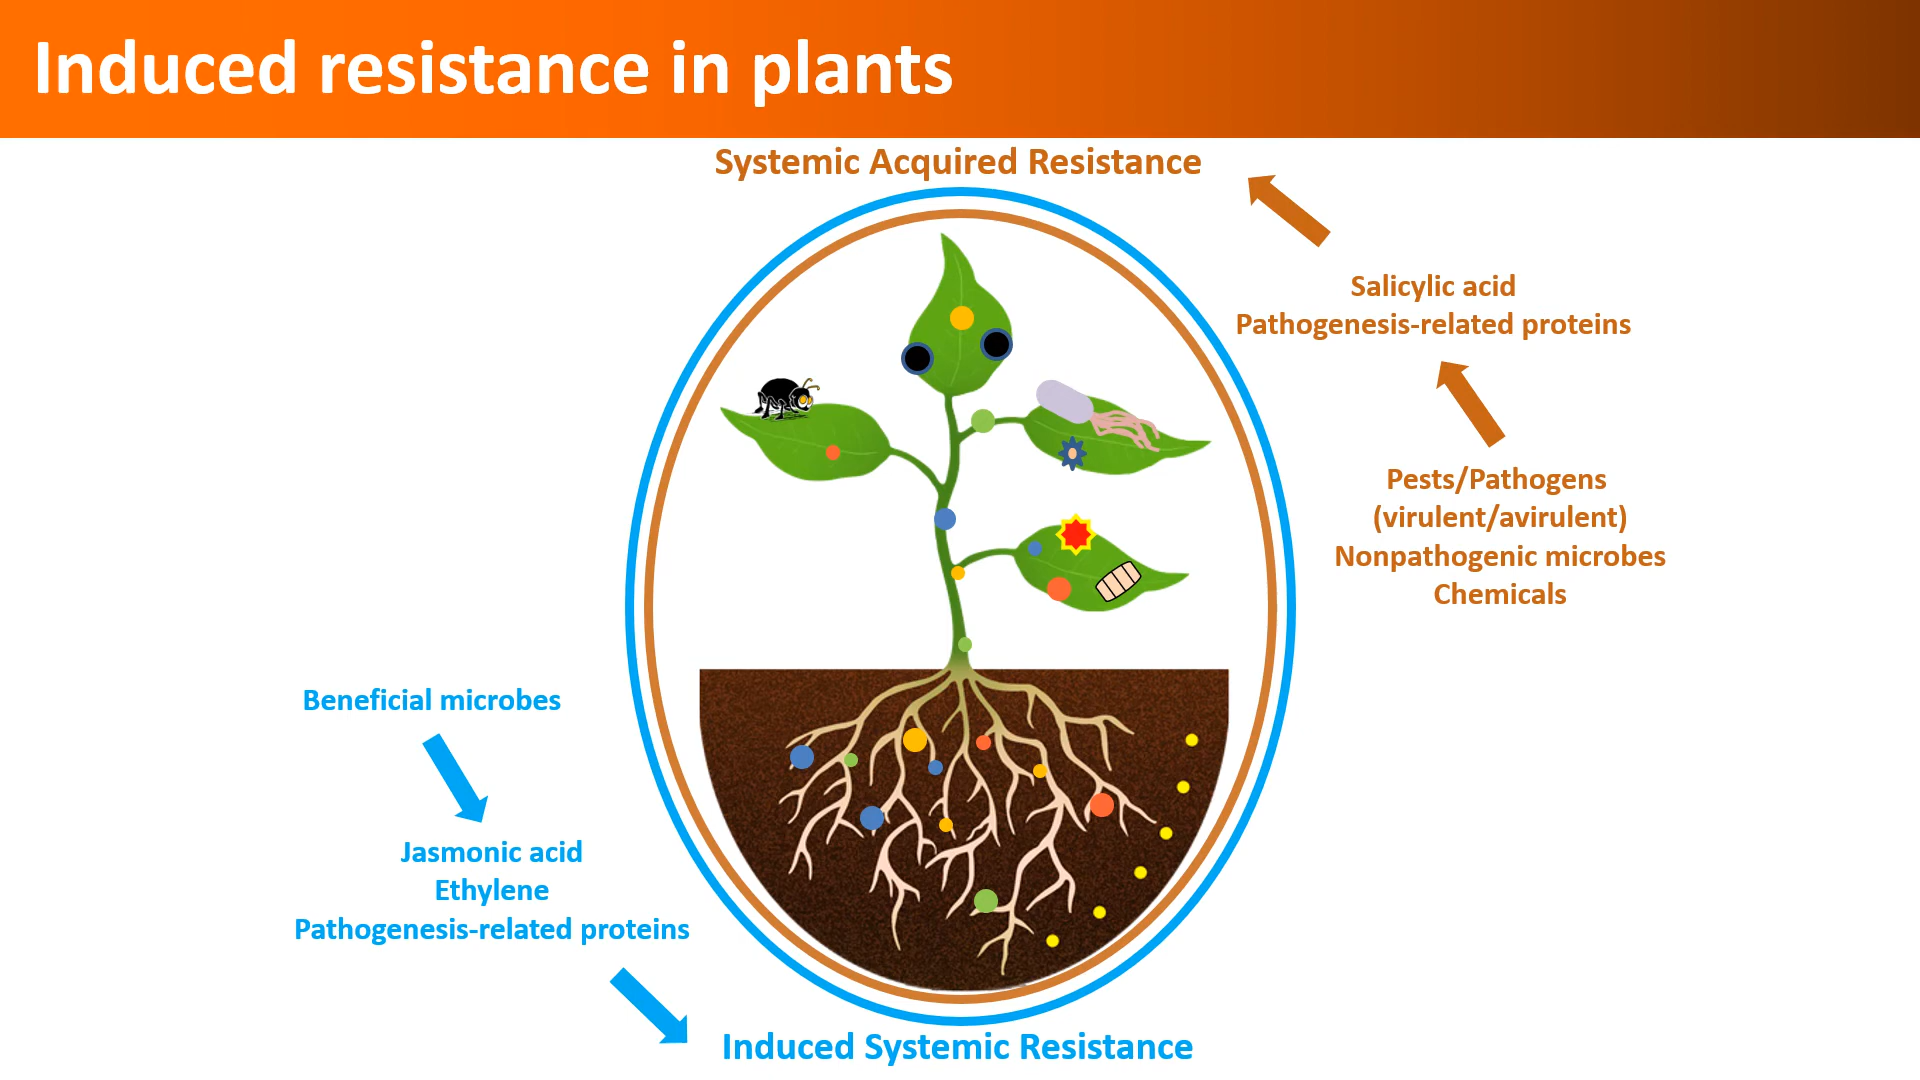 Induced resistance in plants
Systemic Acquired Resistance
Salicylic acid
Pathogenesis-related proteins
Pests/Pathogens
(virulent/avirulent)
Nonpathogenic microbes
Chemicals
Beneficial microbes
Jasmonic acid
Ethylene
Pathogenesis-related proteins
Induced Systemic Resistance